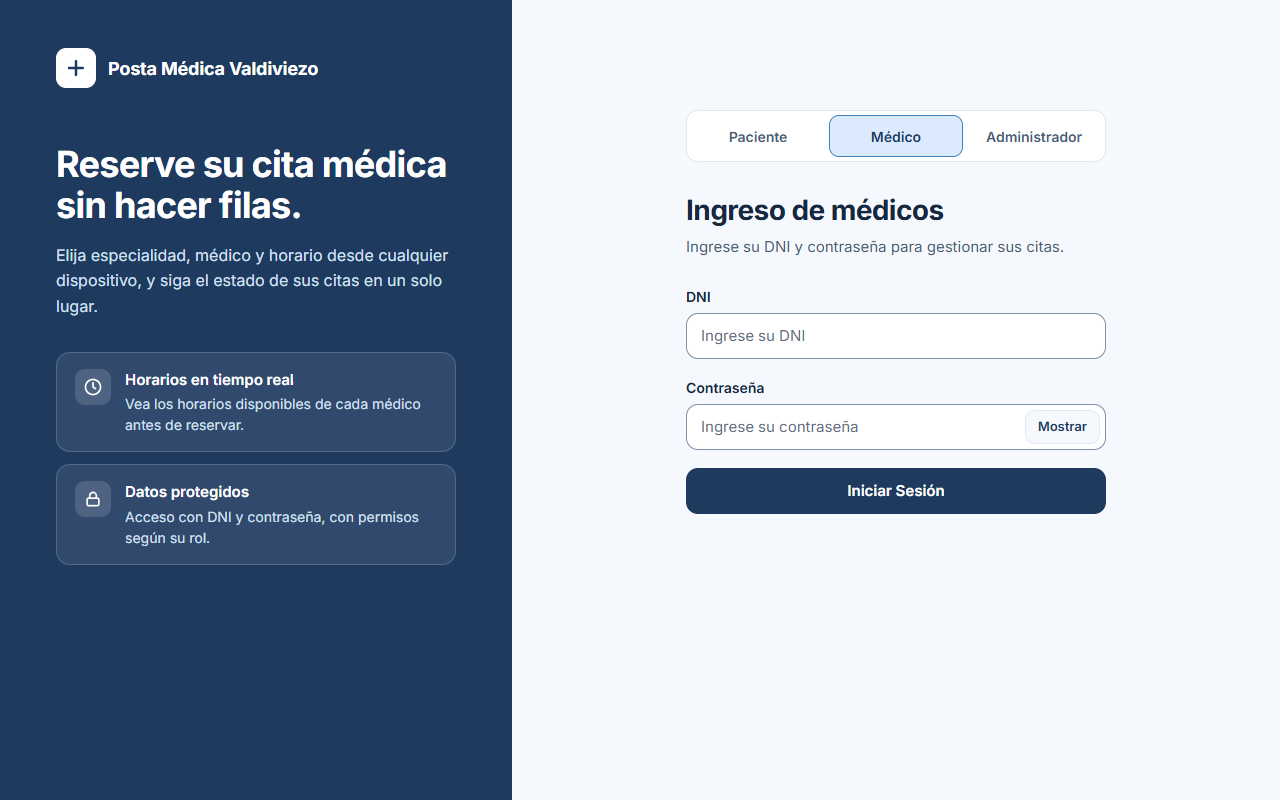 Posta Médica Valdiviezo
Reserve su cita médica
sin hacer filas.
Elija especialidad, médico y horario desde cualquier
dispositivo, y siga el estado de sus citas en un solo
lugar.
Horarios en tiempo real
Vea los horarios disponibles de cada médico
antes de reservar.
Datos protegidos
Acceso con DNI y contraseña, con permisos
según su rol.
Paciente
Médico
Administrador
Ingreso de médicos
Ingrese su DNI y contraseña para gestionar sus citas.
DNI
Ingrese su DNI
Contraseña
Ingrese su contraseña
Mostrar
Iniciar Sesión